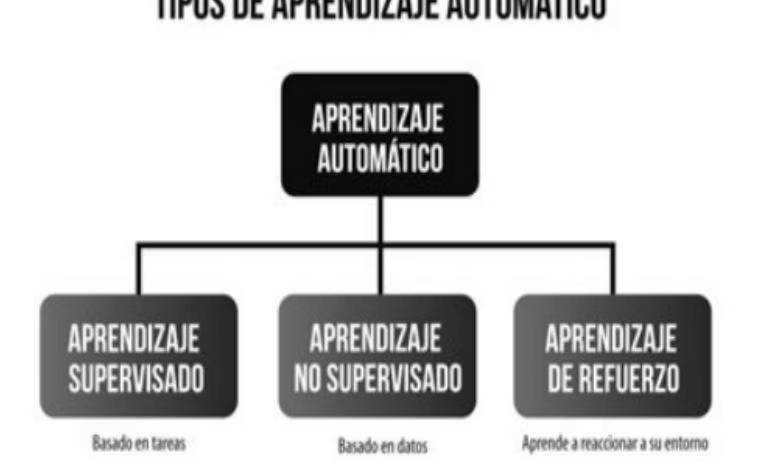 TIPOS DE APRENDIZAJE AUTOMÁTICO
APRENDIZAJE
AUTOMÁTICO
APRENDIZAJE
SUPERVISADO
Basado en tareas
APRENDIZAJE
NO SUPERVISADO
Basado en datos
APRENDIZAJE
DE REFUERZO
Aprende a reaccionar a su entorno